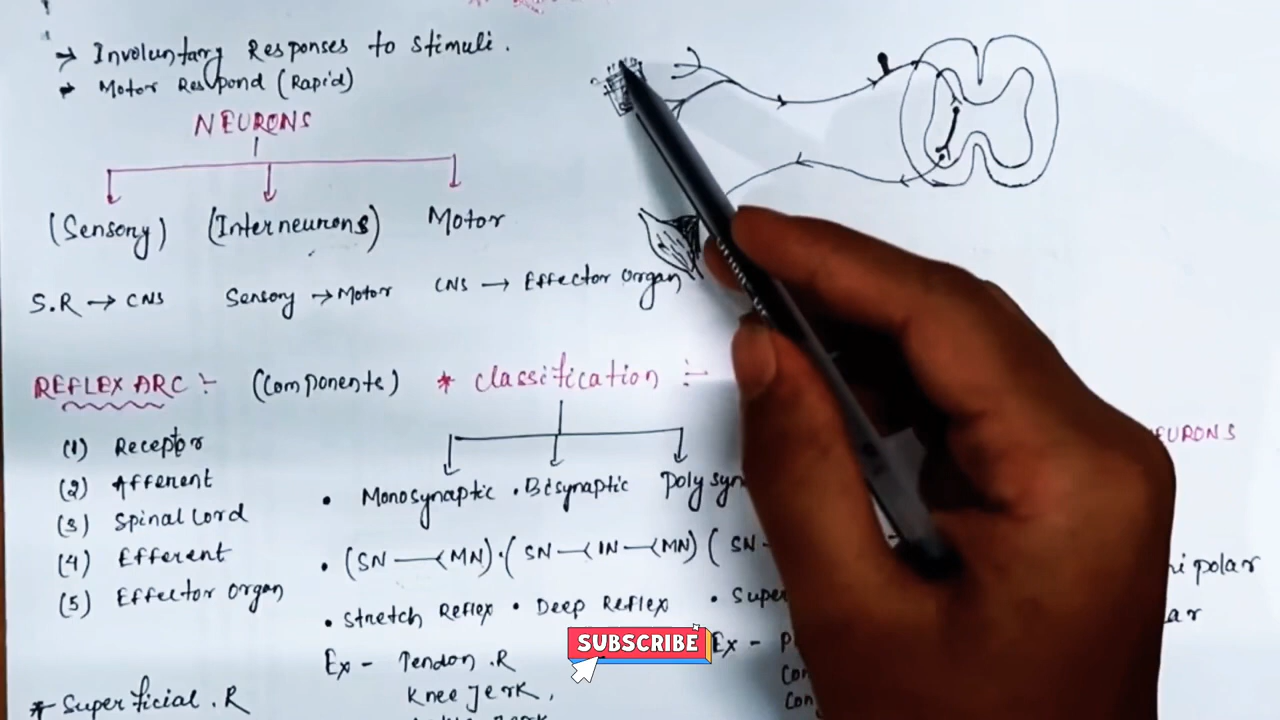 → Involuntary Responses to stimuli.
→ Motor Respond (Rapid)
NEURONS
(Sensory) (Interneurons) Motor
S.R → CNS Sensory → Motor CNS → Effector organ
REFLEX ARC :- (Components) * Classification :-
EURONS
(1) Receptor
(2) Afferent
(3) Spinal Cord
(4) Efferent
(5) Effector organ
• Monosynaptic • Bisynaptic Poly syn
• (SN —< MN) • (SN —< IN —< MN) ( SN
ipolar
ar
• Stretch Reflex • Deep Reflex • Super
SUBSCRIBE
Ex - Tendon .R
Knee Jerk,
Ex - P
Con
Con
* Superficial .R